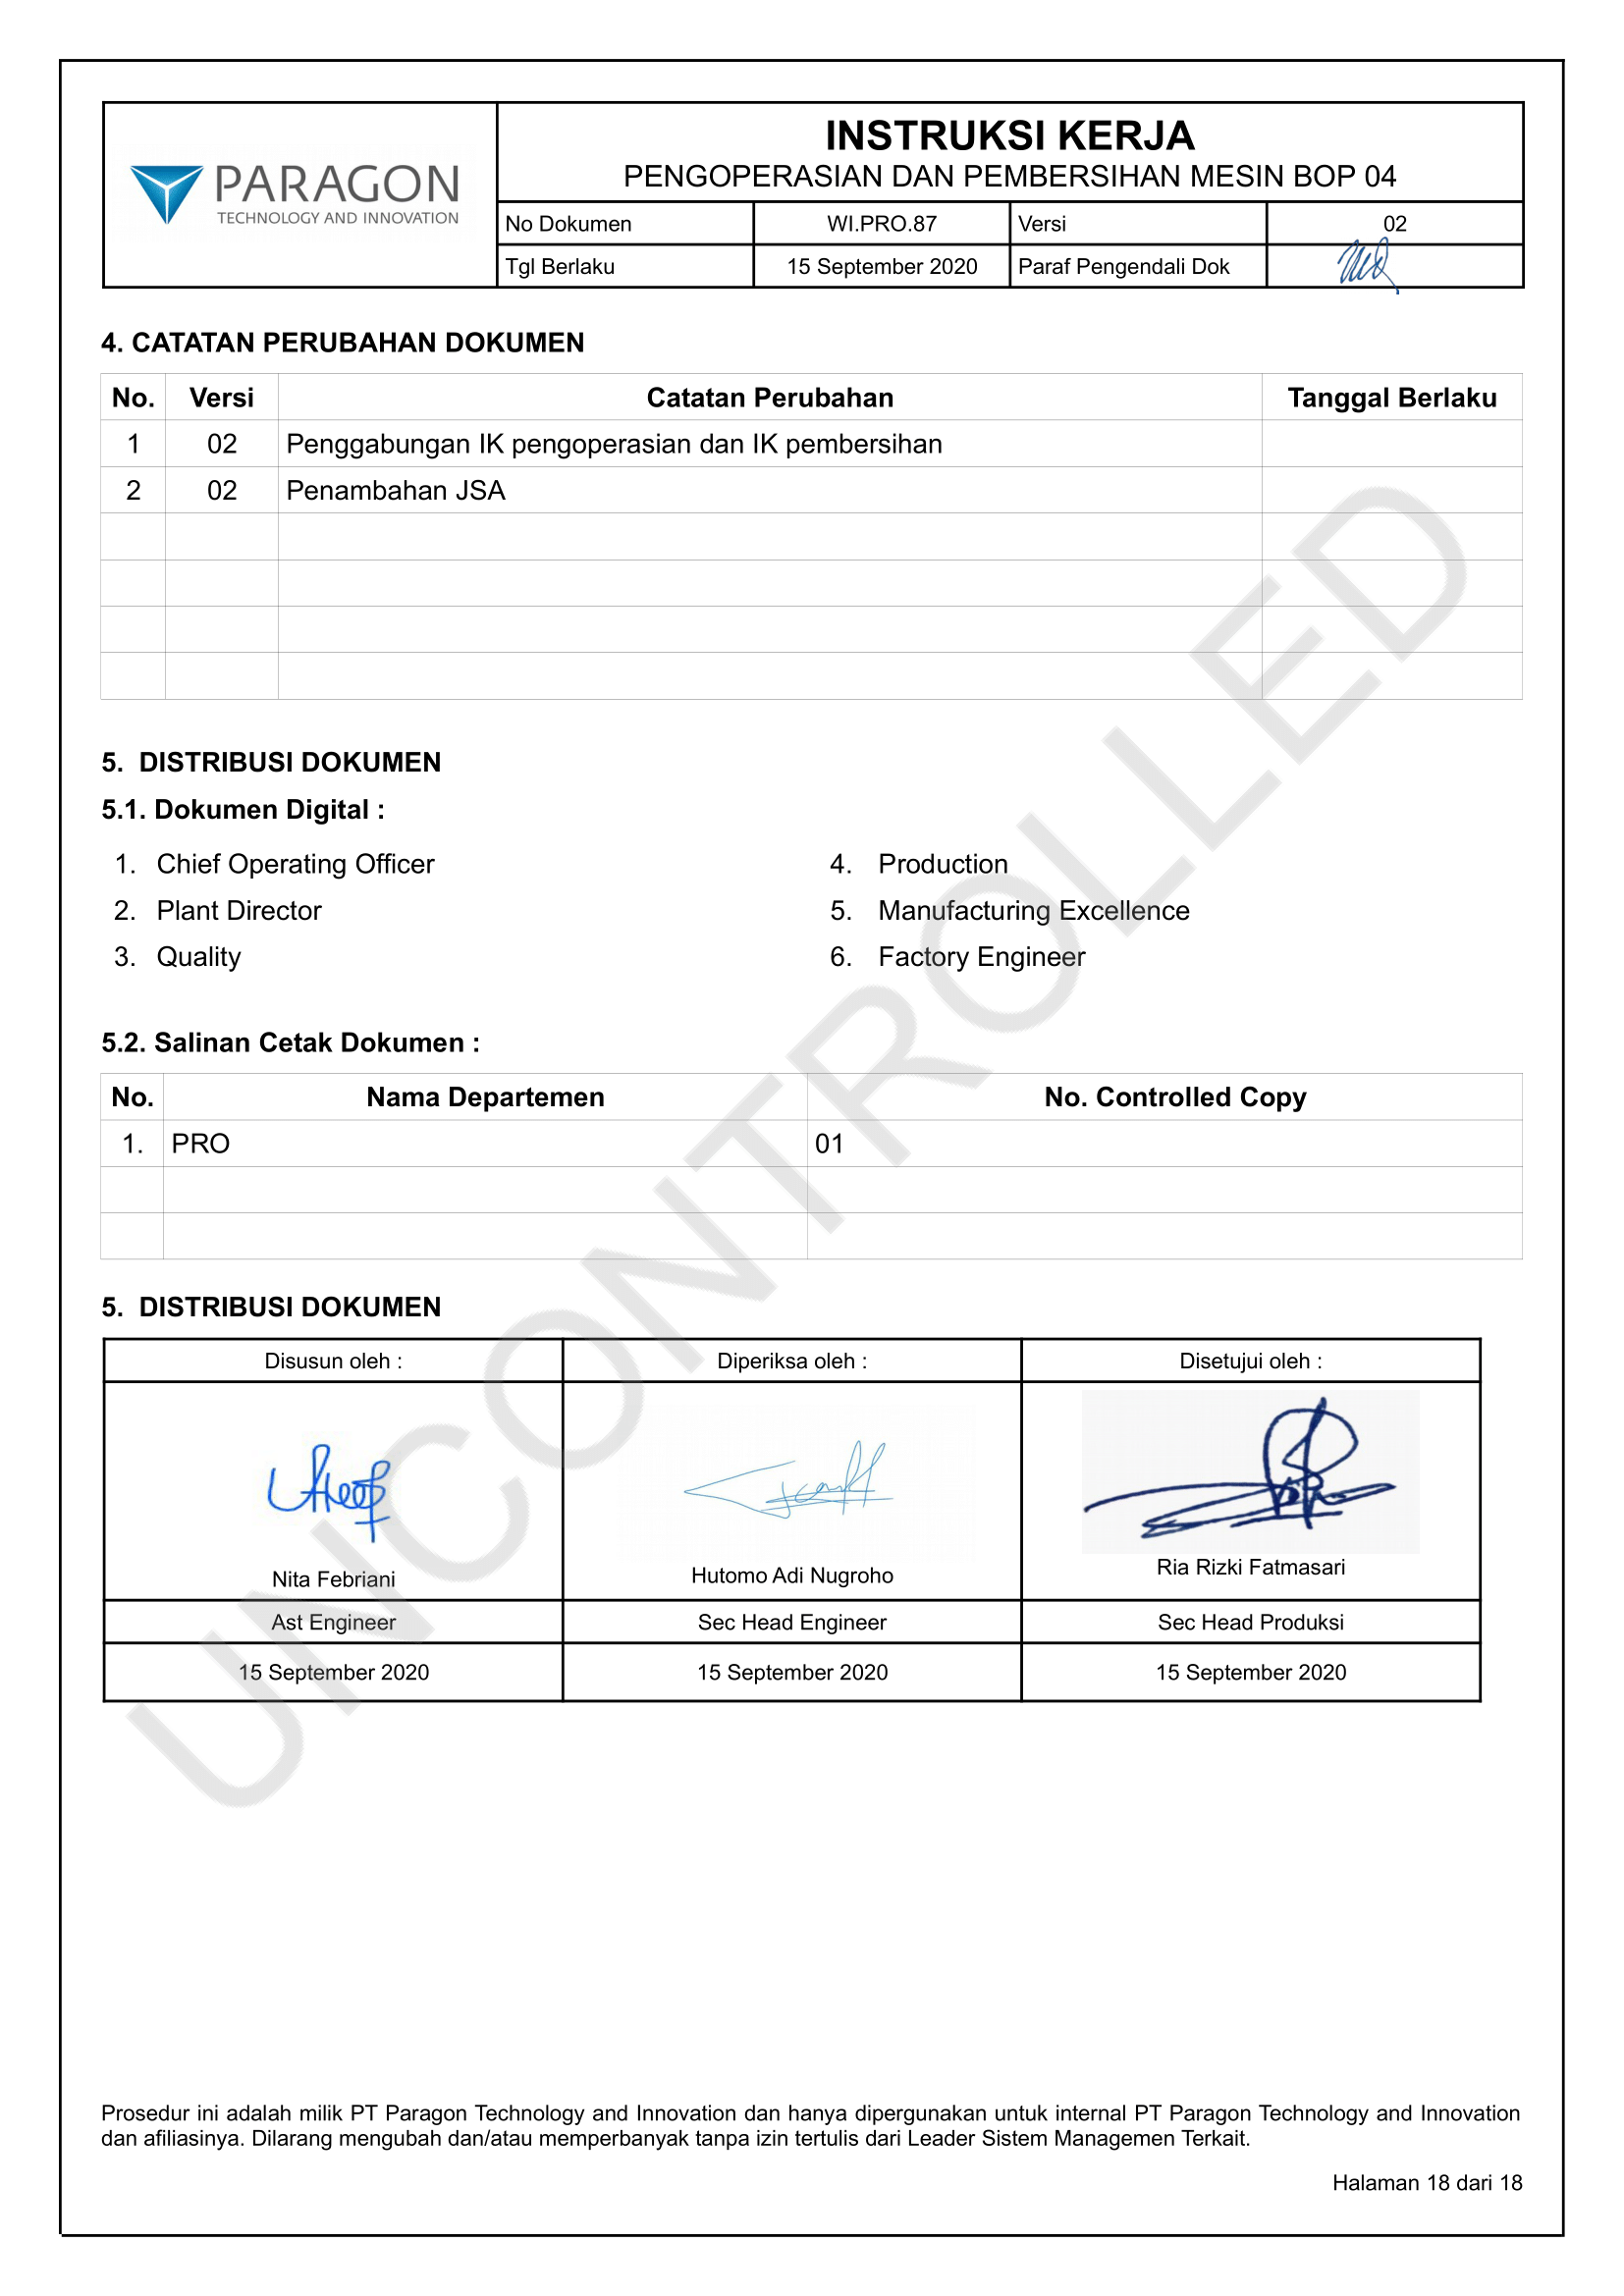 PARAGON
TECHNOLOGY AND INNOVATION
INSTRUKSI KERJA
PENGOPERASIAN DAN PEMBERSIHAN MESIN BOP 04
No Dokumen WI.PRO.87 Versi 02
Tgl Berlaku 15 September 2020 Paraf Pengendali Dok
4. CATATAN PERUBAHAN DOKUMEN
No. Versi Catatan Perubahan Tanggal Berlaku
1 02 Penggabungan IK pengoperasian dan IK pembersihan
2 02 Penambahan JSA
5. DISTRIBUSI DOKUMEN
5.1. Dokumen Digital :
1. Chief Operating Officer
2. Plant Director
3. Quality
4. Production
5. Manufacturing Excellence
6. Factory Engineer
5.2. Salinan Cetak Dokumen :
No. Nama Departemen No. Controlled Copy
1. PRO 01
5. DISTRIBUSI DOKUMEN
Disusun oleh : Diperiksa oleh : Disetujui oleh :
Nita Febriani Hutomo Adi Nugroho Ria Rizki Fatmasari
Ast Engineer Sec Head Engineer Sec Head Produksi
15 September 2020 15 September 2020 15 September 2020
UNCONTROLLED
Prosedur ini adalah milik PT Paragon Technology and Innovation dan hanya dipergunakan untuk internal PT Paragon Technology and Innovation
dan afiliasinya. Dilarang mengubah dan/atau memperbanyak tanpa izin tertulis dari Leader Sistem Managemen Terkait.
Halaman 18 dari 18